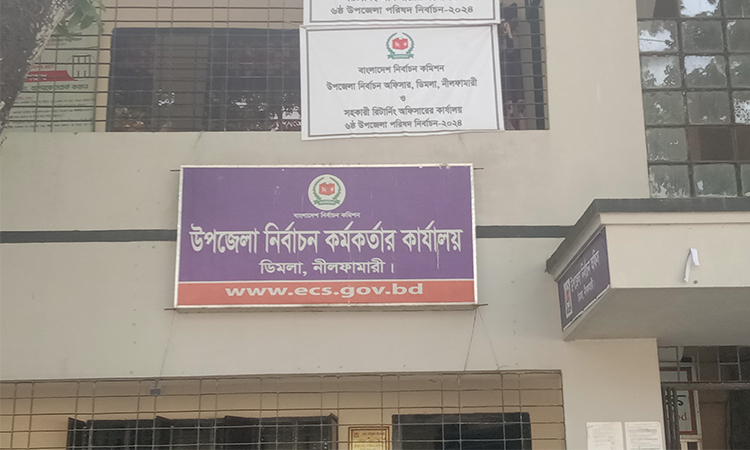 ৬ষ্ঠ উপজেলা পরিষদ নির্বাচন-২০২৪
বাংলাদেশ নির্বাচন কমিশন
উপজেলা নির্বাচন অফিসার, ডিমলা, নীলফামারী
ও
সহকারী রিটার্নিং অফিসারের কার্যালয়
৬ষ্ঠ উপজেলা পরিষদ নির্বাচন-২০২৪
বাংলাদেশ নির্বাচন কমিশন
উপজেলা নির্বাচন কর্মকর্তার কার্যালয়
ডিমলা, নীলফামারী।
www.ecs.gov.bd